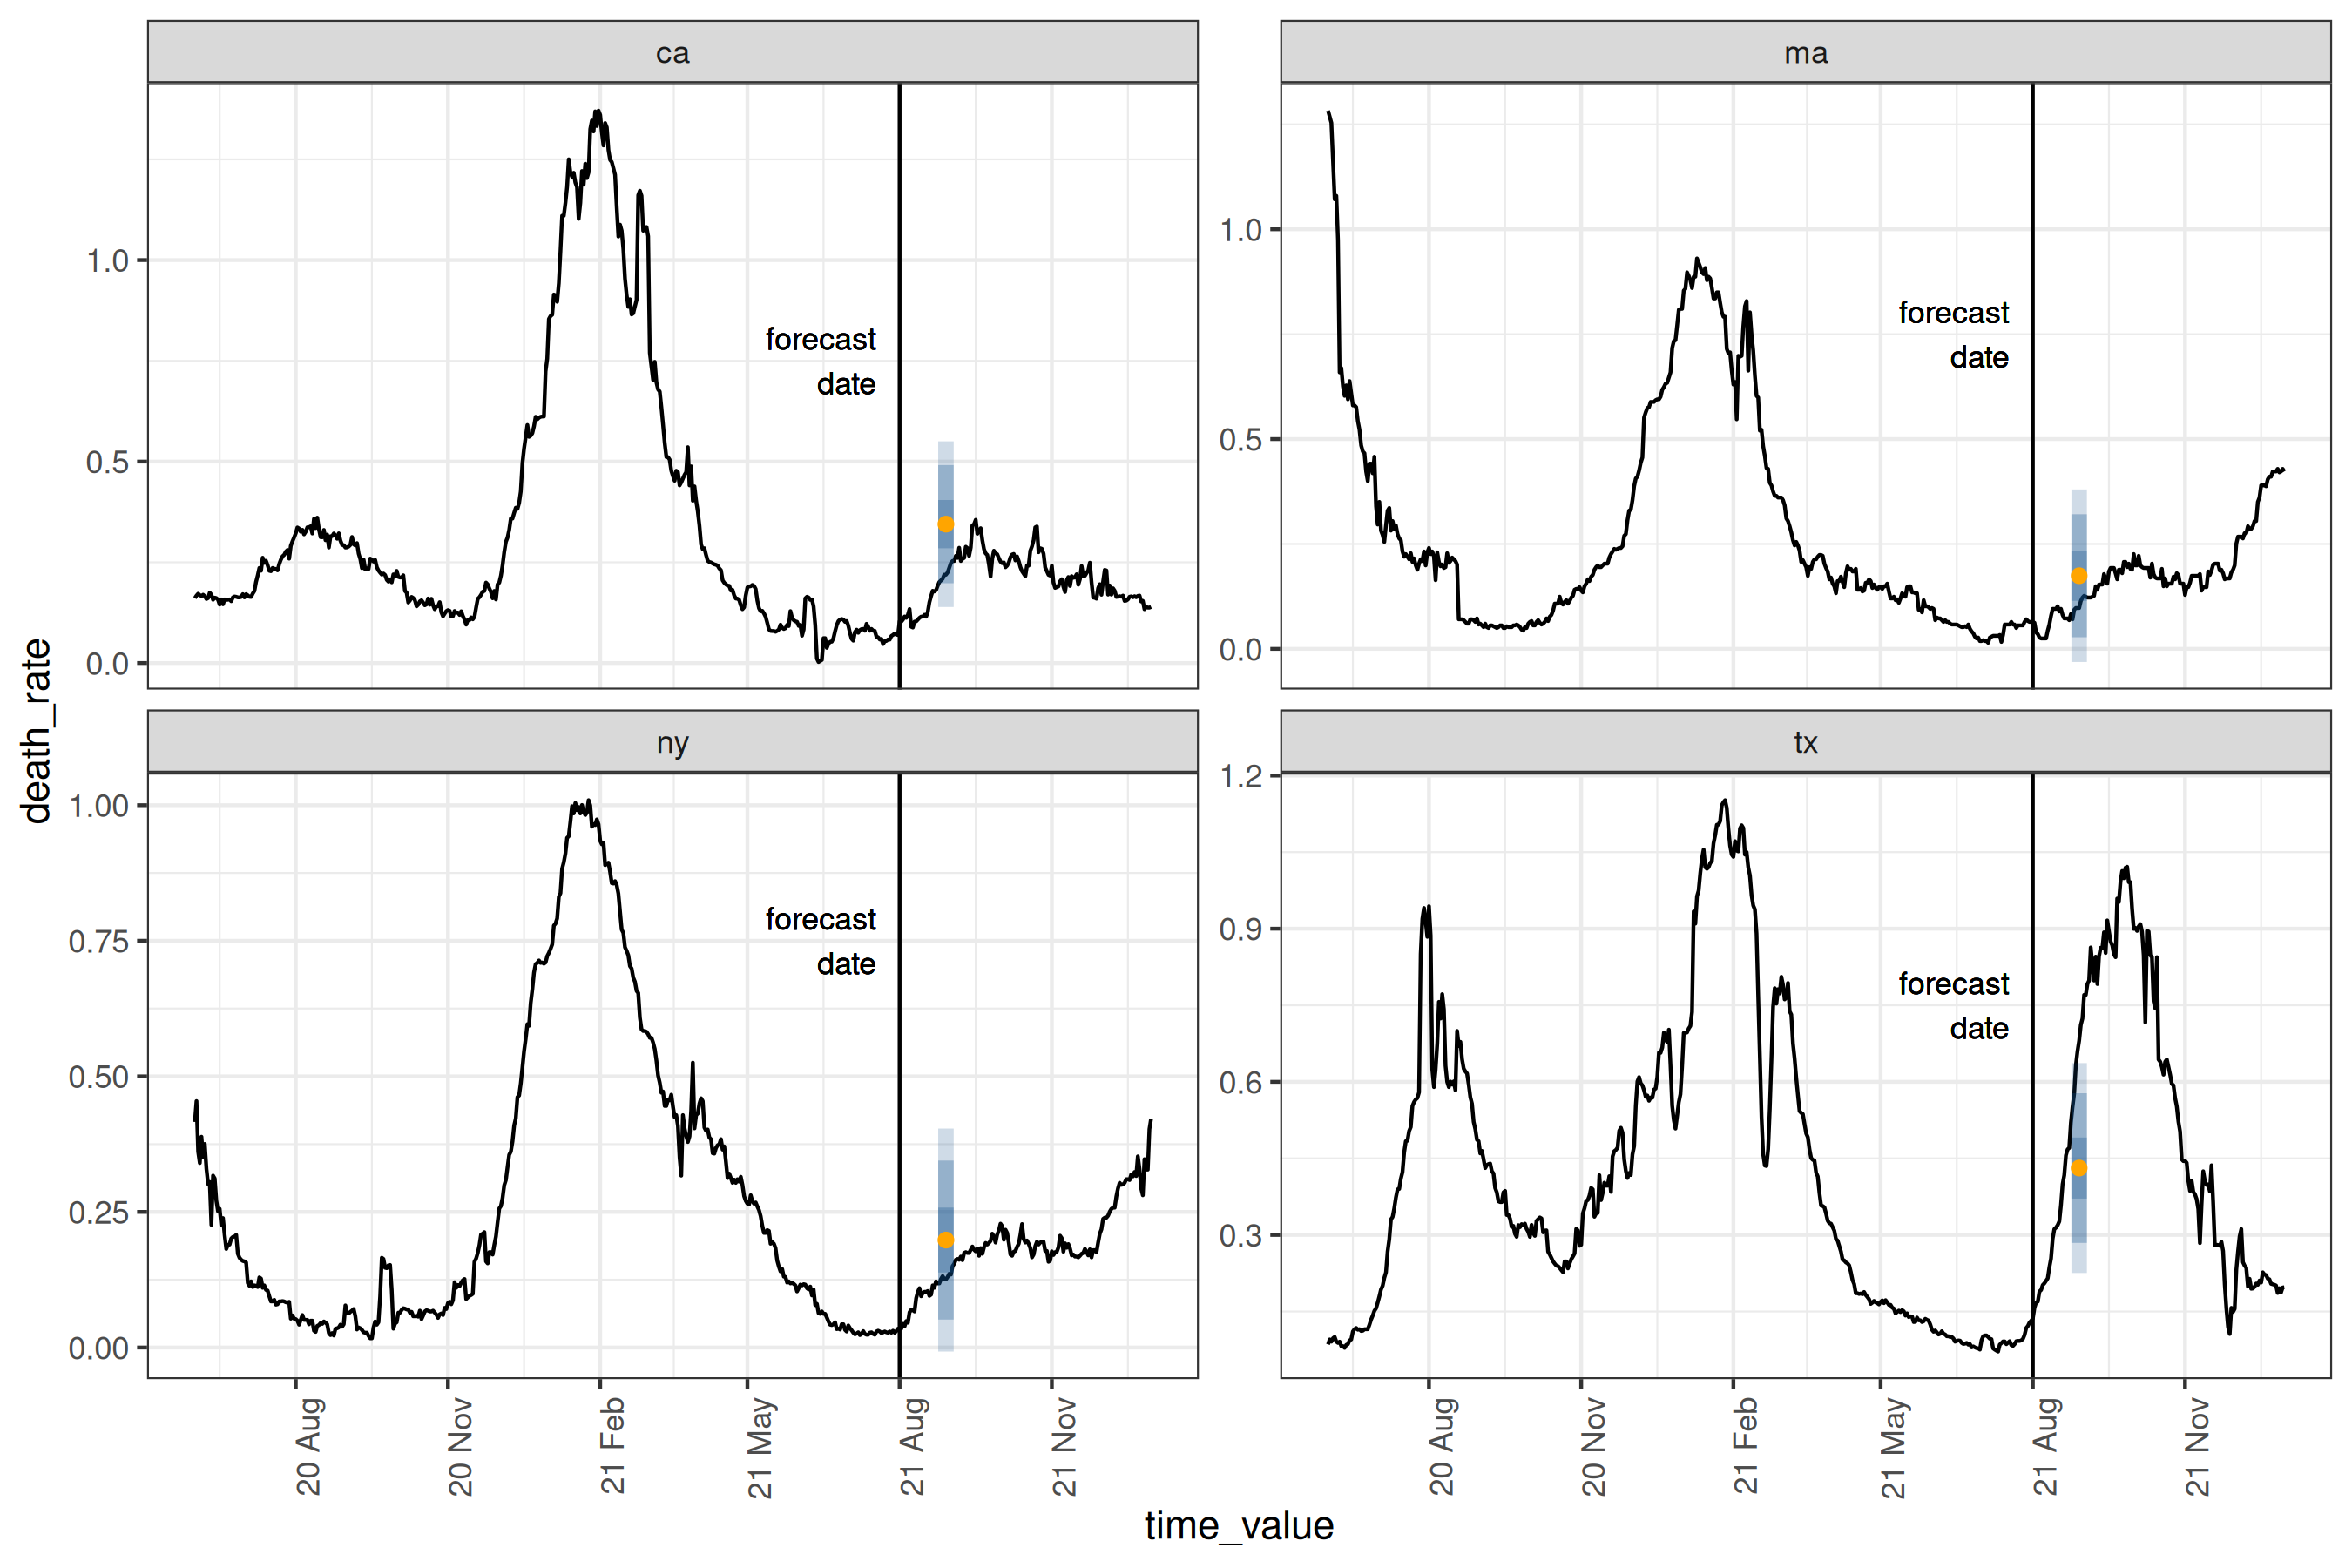 ca
ma
1.0
0.5
0.0
forecast
date
1.0
0.5
0.0
forecast
date
ny
tx
1.00
0.75
0.50
0.25
0.00
forecast
date
1.2
0.9
0.6
0.3
forecast
date
20 Aug
20 Nov
21 Feb
21 May
21 Aug
21 Nov
20 Aug
20 Nov
21 Feb
21 May
21 Aug
21 Nov
death_rate
time_value